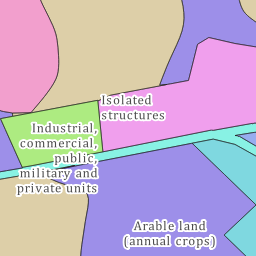 Isolated
structures
Industrial,
commercial,
public,
military and
private units
Arable land
(annual crops)